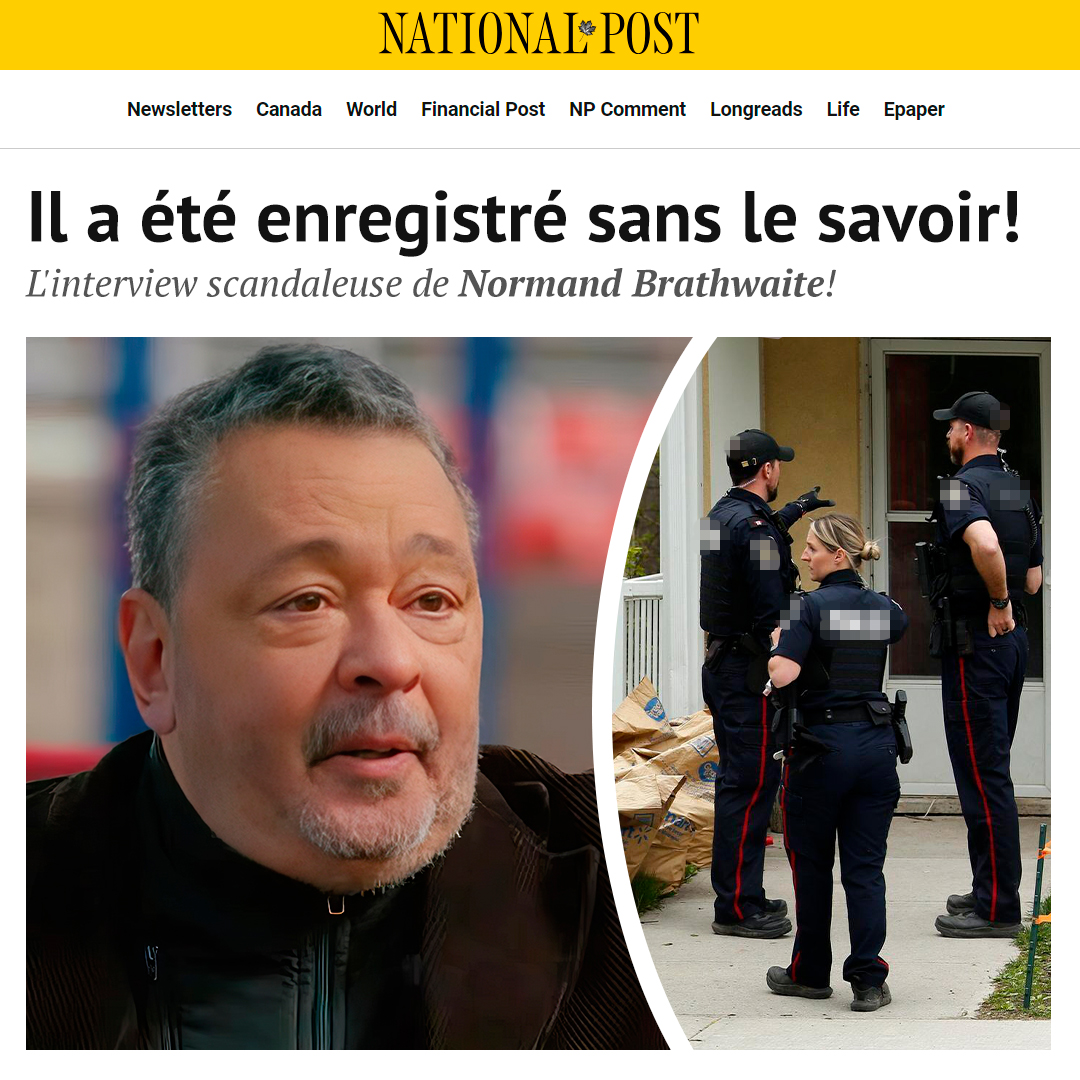 NATIONAL POST
Newsletters Canada World Financial Post NP Comment Longreads Life Epaper
Il a été enregistré sans le savoir!
L'interview scandaleuse de Normand Brathwaite!